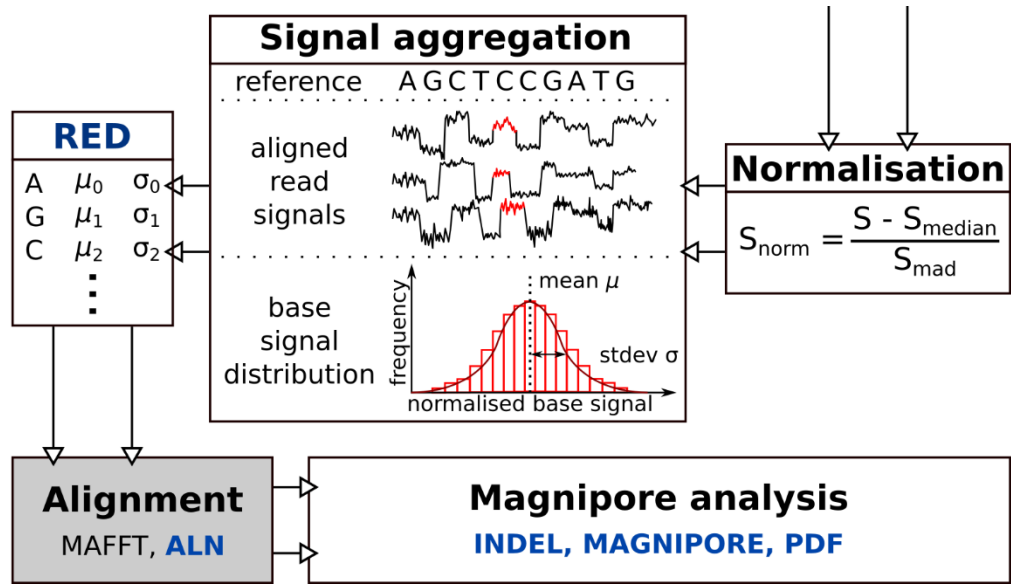 Signal aggregation
reference A G C T C C G A T G
aligned
read
signals
base
signal
distribution
frequency
mean μ
stdev σ
normalised base signal
RED
A μ0 σ0
G μ1 σ1
C μ2 σ2
⋮
Normalisation
Snorm = S - Smedian
Smad
Alignment
MAFFT, ALN
Magnipore analysis
INDEL, MAGNIPORE, PDF